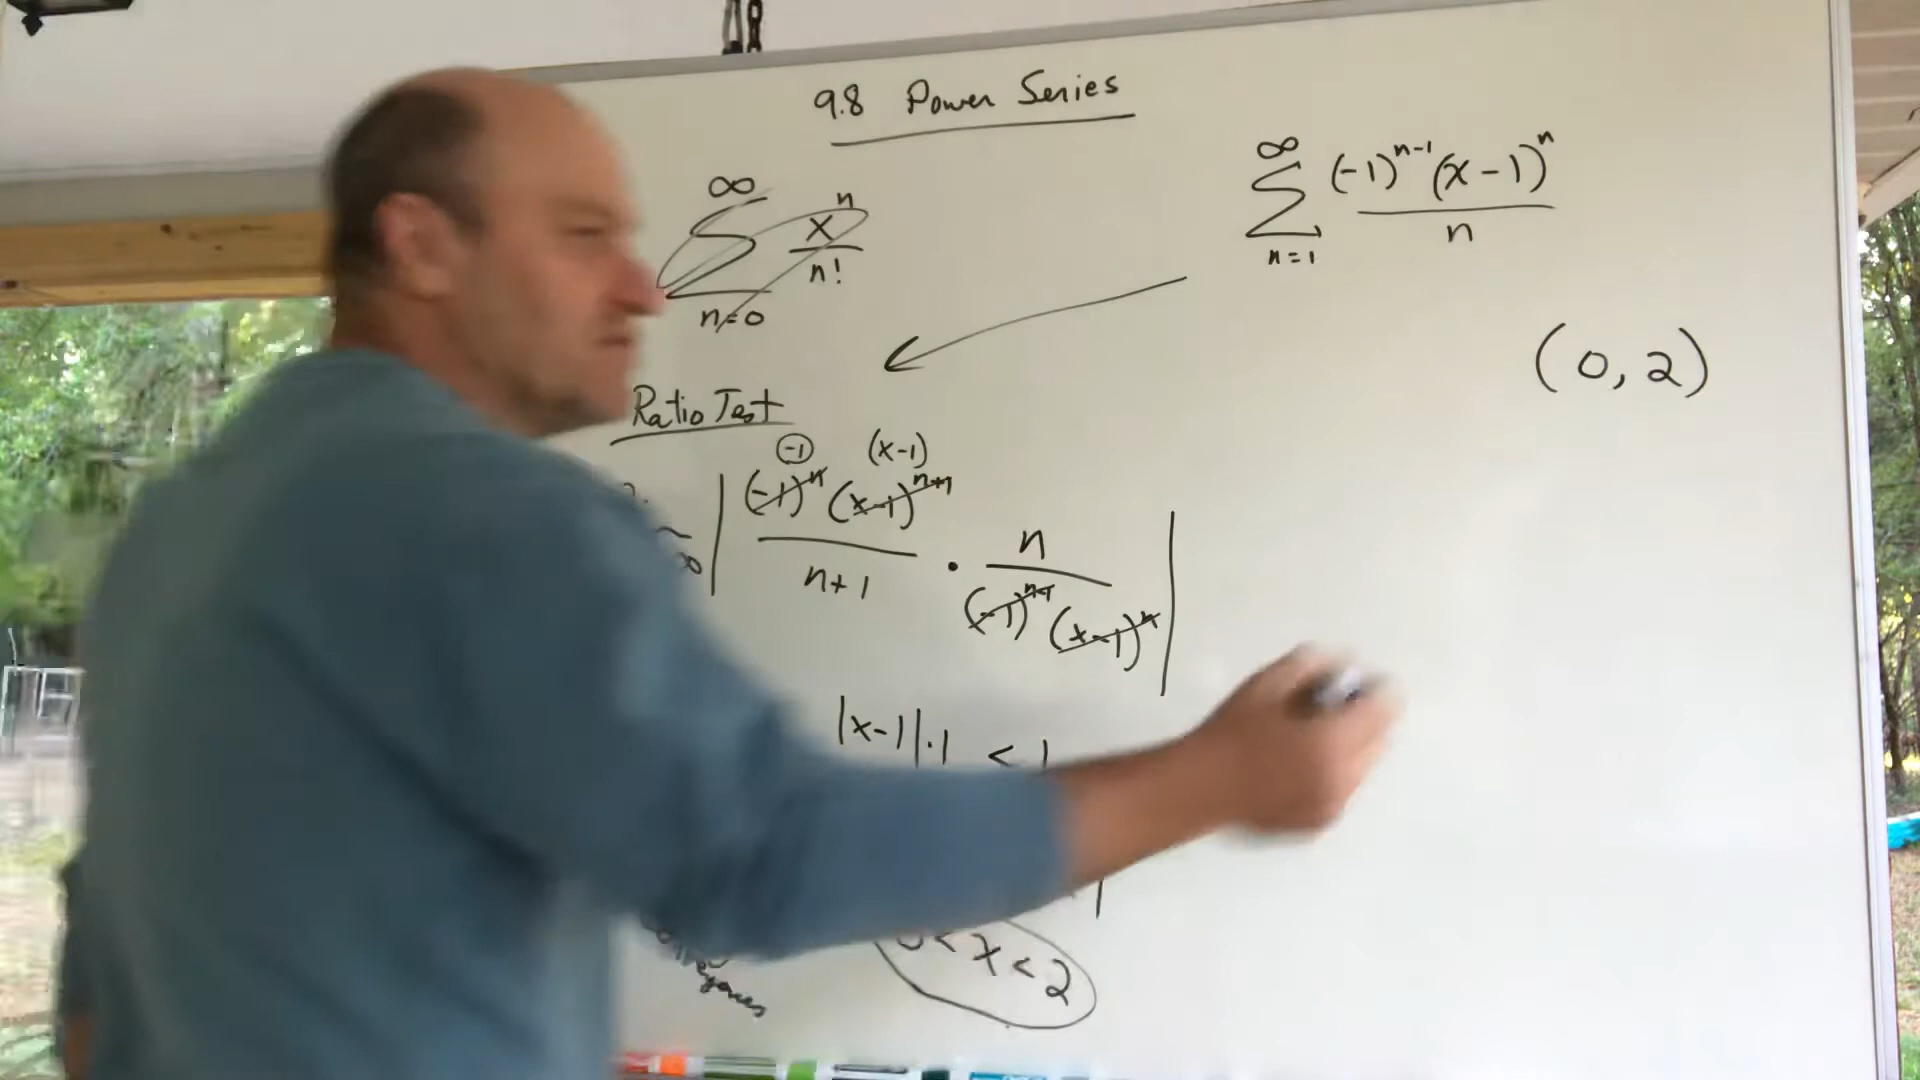 9.8 Power Series
∞
Σ xⁿ / n!
n=0
∞
Σ (-1)ⁿ⁻¹ (x-1)ⁿ / n
n=1
(0, 2)
Ratio Test
-1 (x-1)
| (-1)ⁿ (x-1)ⁿ⁺¹ / n+1 · n / (-1)ⁿ⁻¹ (x-1)ⁿ |
∞
|x-1|·1 < 1
0 < x < 2